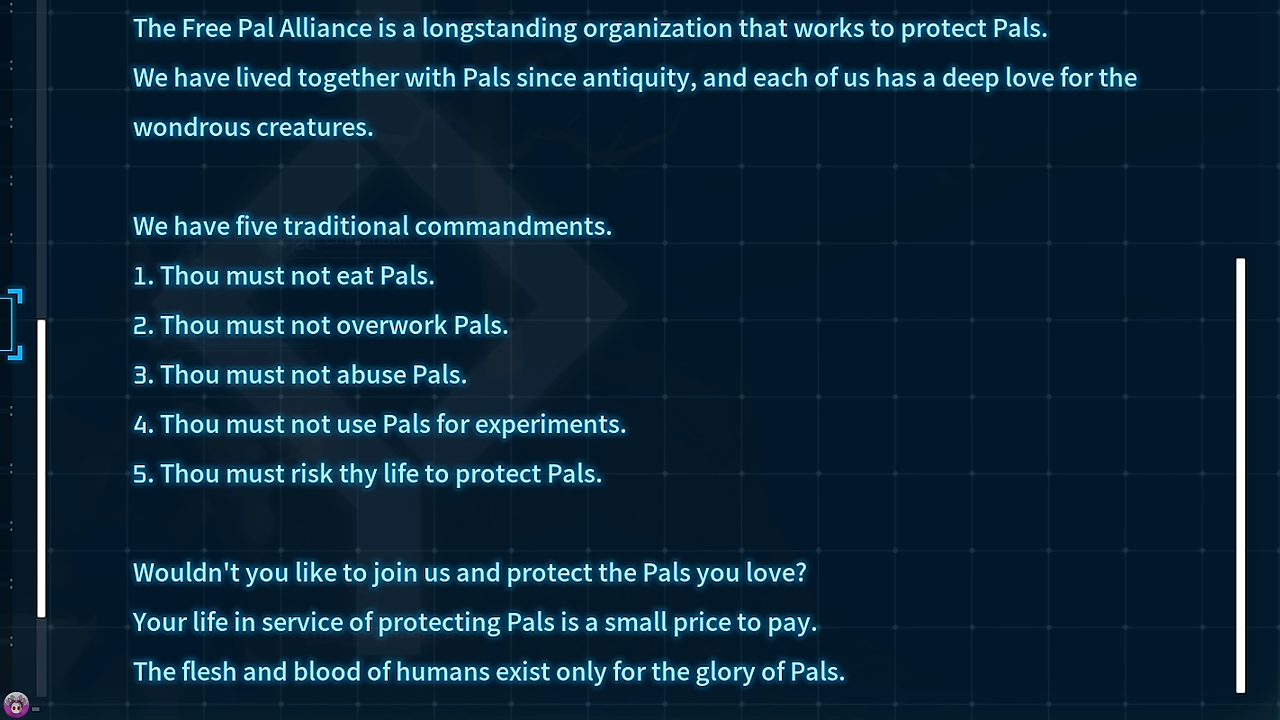 The Free Pal Alliance is a longstanding organization that works to protect Pals.
We have lived together with Pals since antiquity, and each of us has a deep love for the
wondrous creatures.
We have five traditional commandments.
1. Thou must not eat Pals.
2. Thou must not overwork Pals.
3. Thou must not abuse Pals.
4. Thou must not use Pals for experiments.
5. Thou must risk thy life to protect Pals.
Wouldn't you like to join us and protect the Pals you love?
Your life in service of protecting Pals is a small price to pay.
The flesh and blood of humans exist only for the glory of Pals.